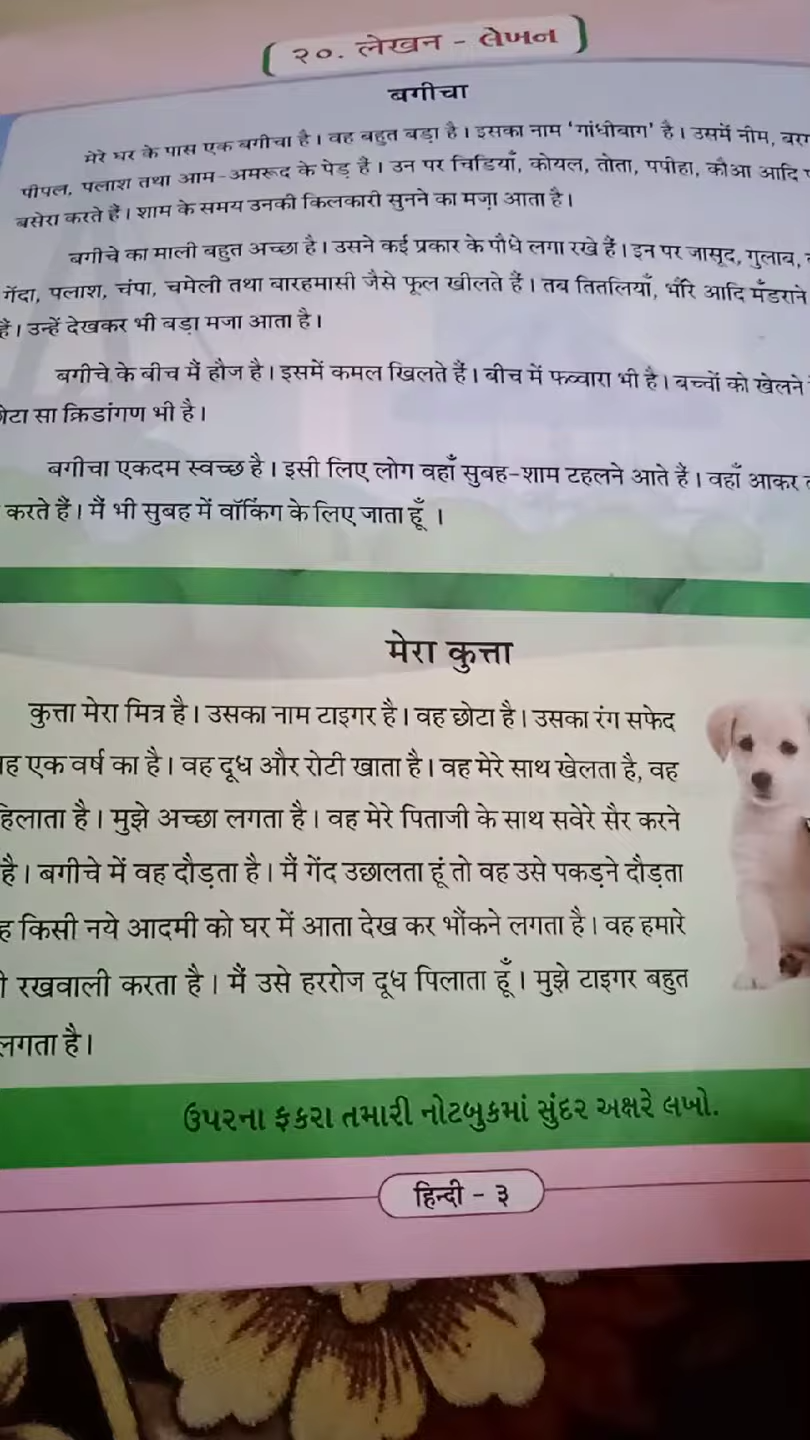 २०. लेखन - લેખન
बगीचा
मेरे घर के पास एक बगीचा है। वह बहुत बड़ा है। इसका नाम 'गांधीबाग' है। उसमें नीम,
पीपल, पलाश तथा आम-अमरूद के पेड़ है। उन पर चिडियाँ, कोयल, तोता, पपीहा, कौआ आदि
बसेरा करते हैं। शाम के समय उनकी किलकारी सुनने का मज़ा आता है।
बगीचे का माली बहुत अच्छा है। उसने कई प्रकार के पौधे लगा रखे हैं। इन पर जासूद, गुलाब,
गेंदा, पलाश, चंपा, चमेली तथा बारहमासी जैसे फूल खीलते हैं। तब तितलियाँ, भौंरे आदि मँडराने
हैं। उन्हें देखकर भी बड़ा मजा आता है।
बगीचे के बीच मैं हौज है। इसमें कमल खिलते हैं। बीच में फव्वारा भी है। बच्चों को खेलने
सा क्रिडांगण भी है।
बगीचा एकदम स्वच्छ है। इसी लिए लोग वहाँ सुबह-शाम टहलने आते हैं। वहाँ आकर
करते हैं। मैं भी सुबह में वॉकिंग के लिए जाता हूँ ।
मेरा कुत्ता
कुत्ता मेरा मित्र है। उसका नाम टाइगर है। वह छोटा है। उसका रंग सफेद
एक वर्ष का है। वह दूध और रोटी खाता है। वह मेरे साथ खेलता है, वह
हिलाता है। मुझे अच्छा लगता है। वह मेरे पिताजी के साथ सवेरे सैर करने
है। बगीचे में वह दौड़ता है। मैं गेंद उछालता हूं तो वह उसे पकड़ने दौड़ता
किसी नये आदमी को घर में आता देख कर भौंकने लगता है। वह हमारे
रखवाली करता है। मैं उसे हररोज दूध पिलाता हूँ। मुझे टाइगर बहुत
लगता है।
ઉપરના ફકરા તમારી નોટબુકમાં સુંદર અક્ષરે લખો.
हिन्दी - ३